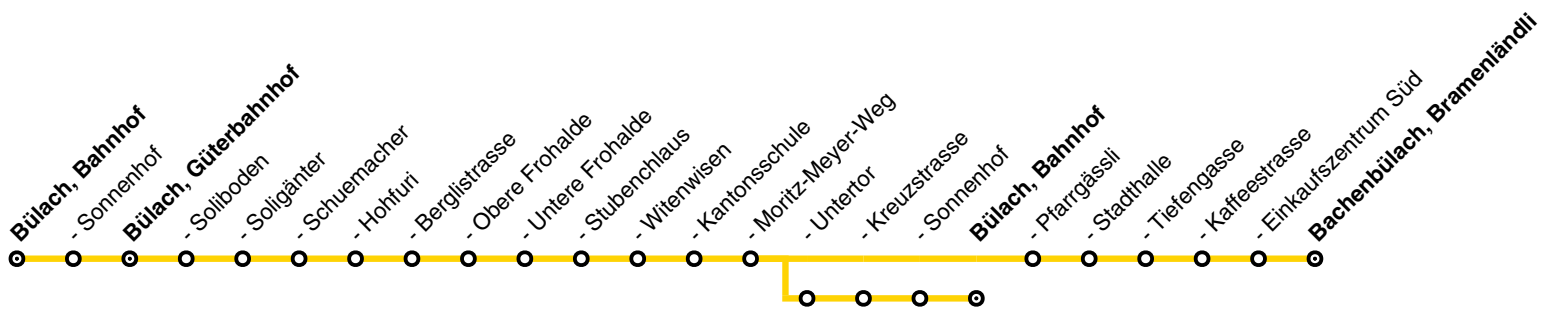 Bülach, Bahnhof
- Sonnenhof
Bülach, Güterbahnhof
- Soliboden
- Soligänter
- Schuemacher
- Hohfuri
- Berglistrasse
- Obere Frohalde
- Untere Frohalde
- Stubenchlaus
- Witenwisen
- Kantonsschule
- Moritz-Meyer-Weg
- Untertor
- Kreuzstrasse
- Sonnenhof
Bülach, Bahnhof
- Pfarrgässli
- Stadthalle
- Tiefengasse
- Kaffeestrasse
- Einkaufszentrum Süd
Bachenbülach, Bramenländli